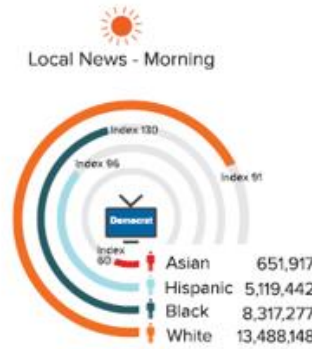 Local News - Morning
Index 130
Index 96
Index 91
Democrat
Index
60
Asian 651,917
Hispanic 5,119,442
Black 8,317,277
White 13,488,148